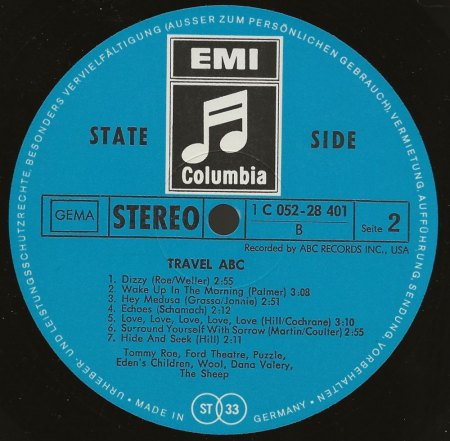 URHEBER- UND LEISTUNGSSCHUTZRECHTE, BESONDERS VERVIELFÄLTIGUNG (AUSSER ZUM PERSÖNLICHEN GEBRAUCH), VERMIETUNG, AUFFÜHRUNG, SENDUNG, VORBEHALTEN
EMI
STATE SIDE
Columbia
GEMA
STEREO
1 C 052-28 401
B
Seite 2
Recorded by ABC RECORDS INC., USA
TRAVEL ABC
1. Dizzy (Roe/Weller) 2:55
2. Wake Up In The Morning (Palmer) 3:08
3. Hey Medusa (Grasso/Jonnie) 2:51
4. Echoes (Schamach) 2:12
5. Love, Love, Love, Love, Love (Hill/Cochrane) 3:10
6. Surround Yourself With Sorrow (Martin/Coulter) 2:55
7. Hide And Seek (Hill) 2:11
Tommy Roe, Ford Theatre, Puzzle,
Eden's Children, Wool, Dana Valery,
The Sheep
• MADE IN GERMANY •
ST 33